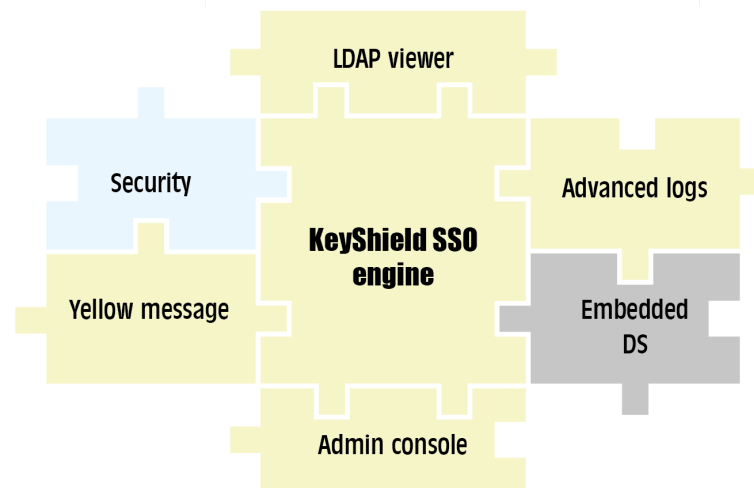 LDAP viewer
Security
Advanced logs
KeyShield SSO
engine
Yellow message
Embedded
DS
Admin console